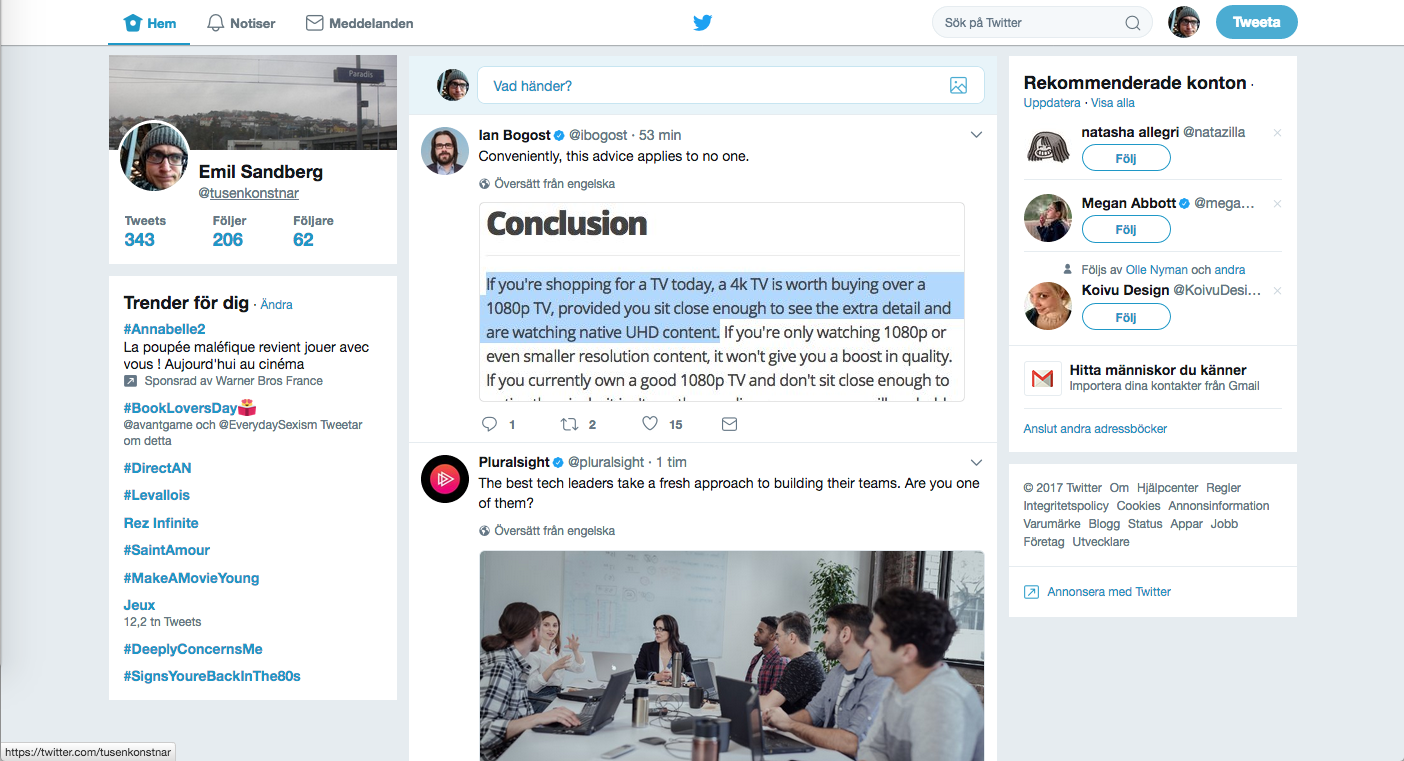 Hem
Notiser
Meddelanden
Sök på Twitter
Tweeta
Paradis
Emil Sandberg
@tusenkonstnar
Tweets Följer Följare
343 206 62
Trender för dig · Ändra
#Annabelle2
La poupée maléfique revient jouer avec
vous ! Aujourd'hui au cinéma
Sponsrad av Warner Bros France
#BookLoversDay
@avantgame och @EverydaySexism Tweetar
om detta
#DirectAN
#Levallois
Rez Infinite
#SaintAmour
#MakeAMovieYoung
Jeux
12,2 tn Tweets
#DeeplyConcernsMe
#SignsYoureBackInThe80s
Vad händer?
Ian Bogost @ibogost · 53 min
Conveniently, this advice applies to no one.
Översätt från engelska
Conclusion
If you're shopping for a TV today, a 4k TV is worth buying over a
1080p TV, provided you sit close enough to see the extra detail and
are watching native UHD content. If you're only watching 1080p or
even smaller resolution content, it won't give you a boost in quality.
If you currently own a good 1080p TV and don't sit close enough to
1 2 15
Pluralsight @pluralsight · 1 tim
The best tech leaders take a fresh approach to building their teams. Are you one
of them?
Översätt från engelska
Rekommenderade konton ·
Uppdatera · Visa alla
natasha allegri @natazilla
Följ
Megan Abbott @mega...
Följ
Följs av Olle Nyman och andra
Koivu Design @KoivuDesi...
Följ
Hitta människor du känner
Importera dina kontakter från Gmail
Anslut andra adressböcker
© 2017 Twitter Om Hjälpcenter Regler
Integritetspolicy Cookies Annonsinformation
Varumärke Blogg Status Appar Jobb
Företag Utvecklare
Annonsera med Twitter
https://twitter.com/tusenkonstnar